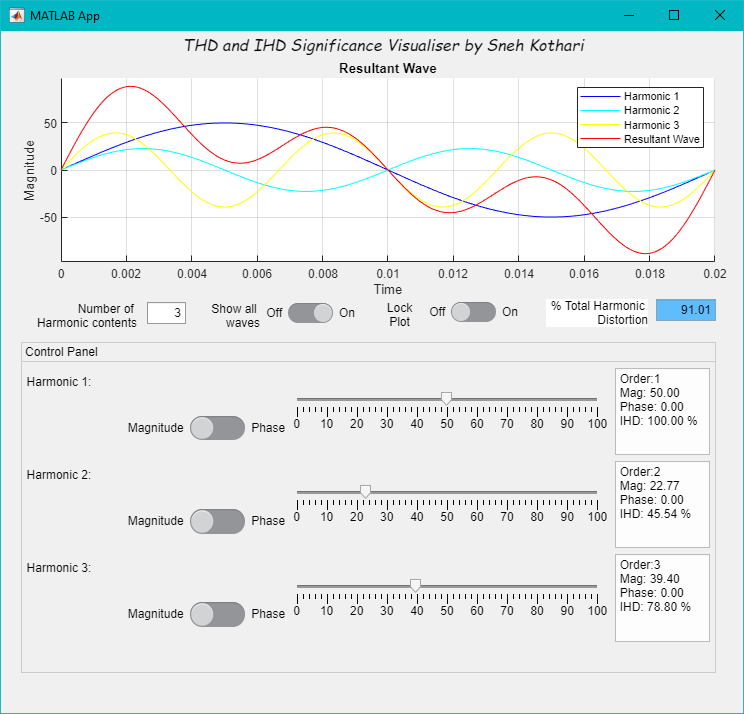 MATLAB App
THD and IHD Significance Visualiser by Sneh Kothari
Resultant Wave
Magnitude
50
0
-50
Harmonic 1
Harmonic 2
Harmonic 3
Resultant Wave
0 0.002 0.004 0.006 0.008 0.01 0.012 0.014 0.016 0.018 0.02
Time
Number of
Harmonic contents
3
Show all
waves
Off On
Lock
Plot
Off On
% Total Harmonic
Distortion
91.01
Control Panel
Harmonic 1:
Magnitude Phase
0 10 20 30 40 50 60 70 80 90 100
Order:1
Mag: 50.00
Phase: 0.00
IHD: 100.00 %
Harmonic 2:
Magnitude Phase
0 10 20 30 40 50 60 70 80 90 100
Order:2
Mag: 22.77
Phase: 0.00
IHD: 45.54 %
Harmonic 3:
Magnitude Phase
0 10 20 30 40 50 60 70 80 90 100
Order:3
Mag: 39.40
Phase: 0.00
IHD: 78.80 %